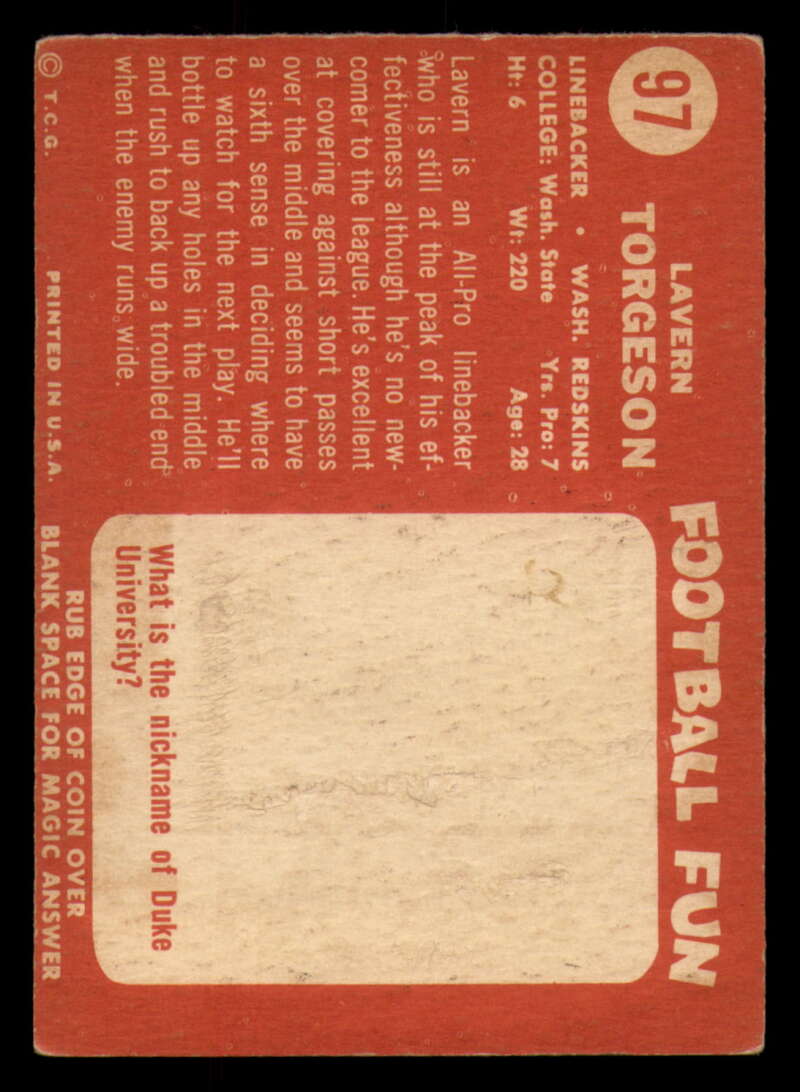 97
LAVERN
TORGESON
LINEBACKER • WASH. REDSKINS
COLLEGE: Wash. State Yrs. Pro: 7
Ht: 6 Wt: 220 Age: 28
Lavern is an All-Pro linebacker
who is still at the peak of his ef-
fectiveness although he's no new-
comer to the league. He's excellent
at covering against short passes
over the middle and seems to have
a sixth sense in deciding where
to watch for the next play. He'll
bottle up any holes in the middle
and rush to back up a troubled end
when the enemy runs wide.
© T.C.G. PRINTED IN U.S.A.
FOOTBALL FUN
What is the nickname of Duke
University?
RUB EDGE OF COIN OVER
BLANK SPACE FOR MAGIC ANSWER